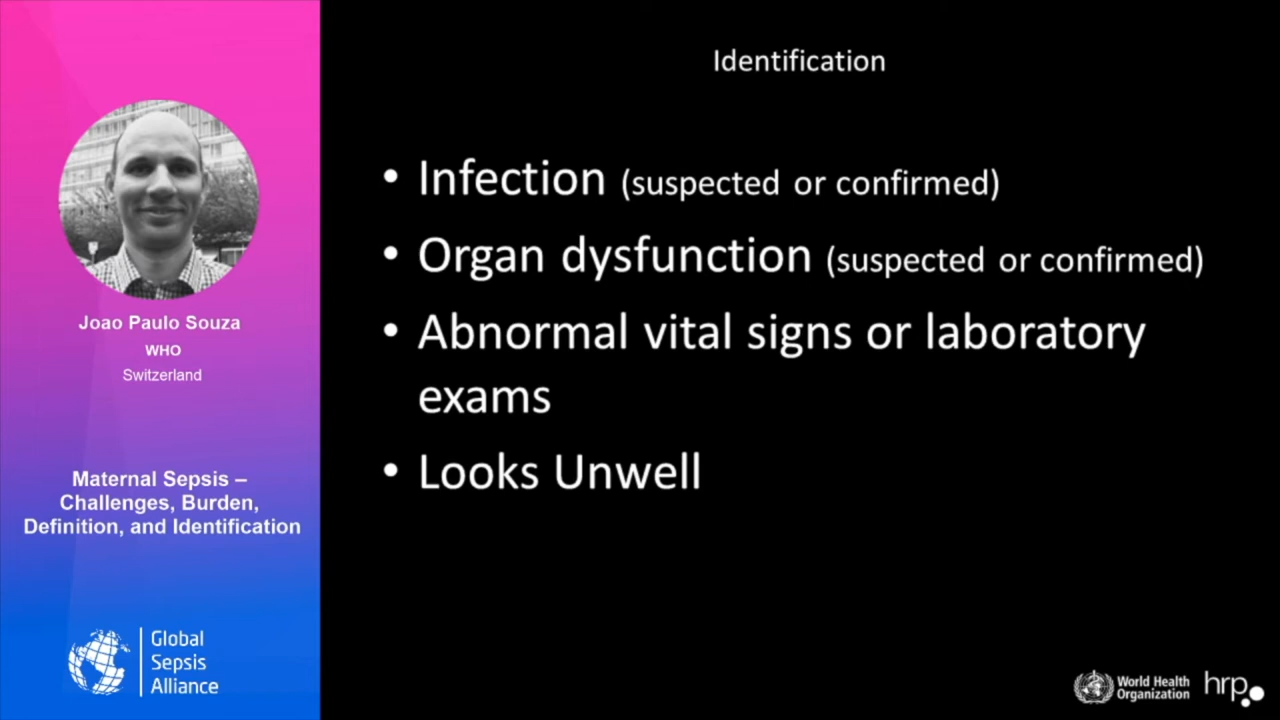 Joao Paulo Souza
WHO
Switzerland
Maternal Sepsis –
Challenges, Burden,
Definition, and Identification
Global
Sepsis
Alliance
Identification
• Infection (suspected or confirmed)
• Organ dysfunction (suspected or confirmed)
• Abnormal vital signs or laboratory
exams
• Looks Unwell
World Health
Organization
hrp